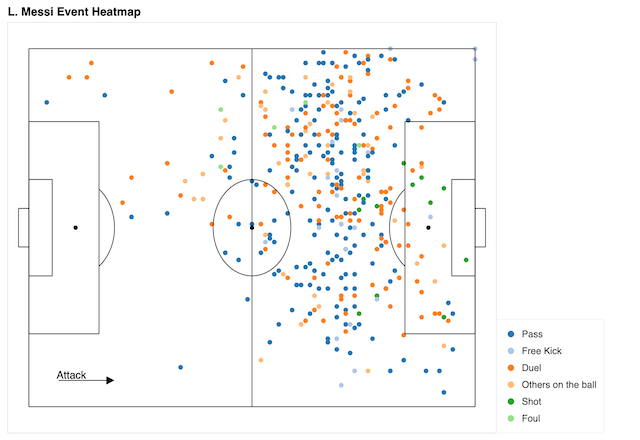 L. Messi Event Heatmap
Attack
Pass
Free Kick
Duel
Others on the ball
Shot
Foul